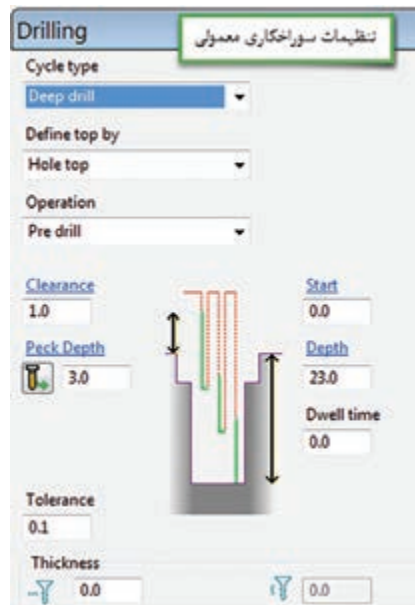 Drilling
تنظیمات سوراخکاری معمولی
Cycle type
Deep drill
Define top by
Hole top
Operation
Pre drill
Clearance
1.0
Start
0.0
Peck Depth
3.0
Depth
23.0
Dwell time
0.0
Tolerance
0.1
Thickness
0.0
0.0